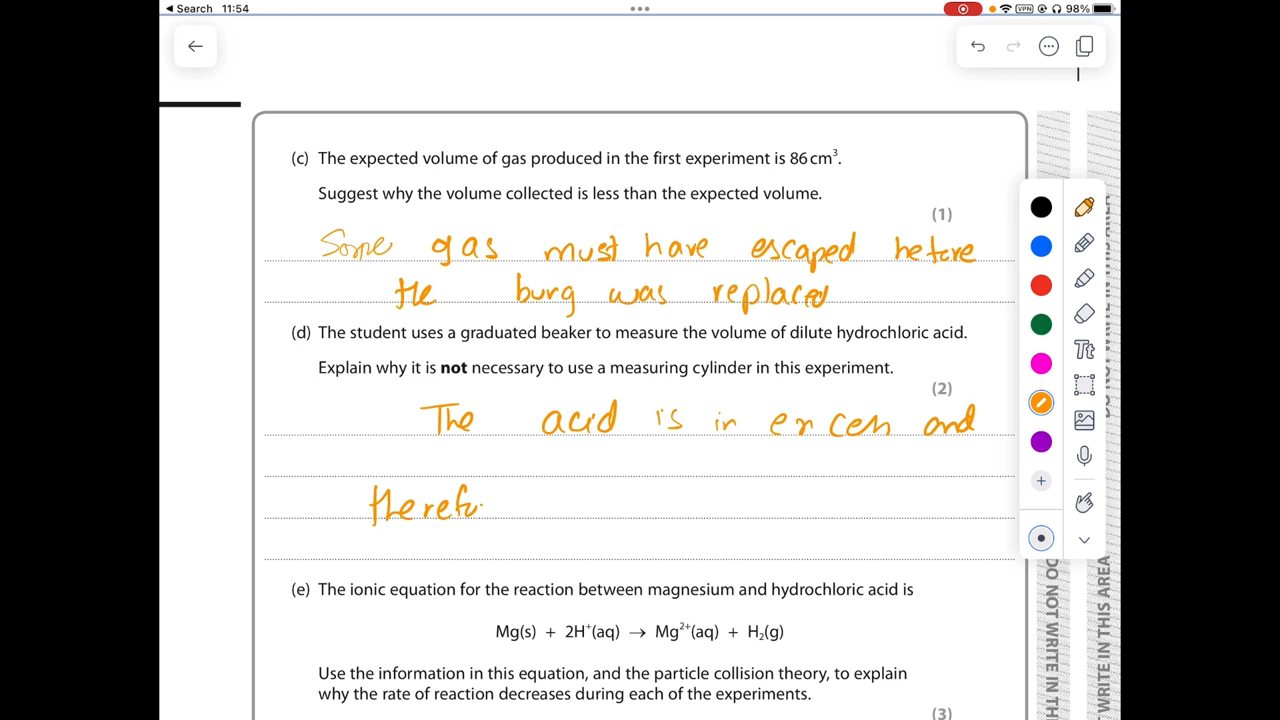 Search 11:54
VPN 98%
(c) The expected volume of gas produced in the first experiment is 86 cm³.
Suggest why the volume collected is less than the expected volume.
(1)
Some gas must have escaped before
the bung was replaced
(d) The student uses a graduated beaker to measure the volume of dilute hydrochloric acid.
Explain why it is not necessary to use a measuring cylinder in this experiment.
(2)
The acid is in excess and
therefo
(e) The ionic equation for the reaction between magnesium and hydrochloric acid is
Mg(s) + 2H⁺(aq) → Mg²⁺(aq) + H₂(g)
Use the information in this equation, and the particle collision theory, to explain
why the rate of reaction decreases during each of the experiments.
(3)
Tt
DO NOT WRITE IN TH
WRITE IN THIS AREA